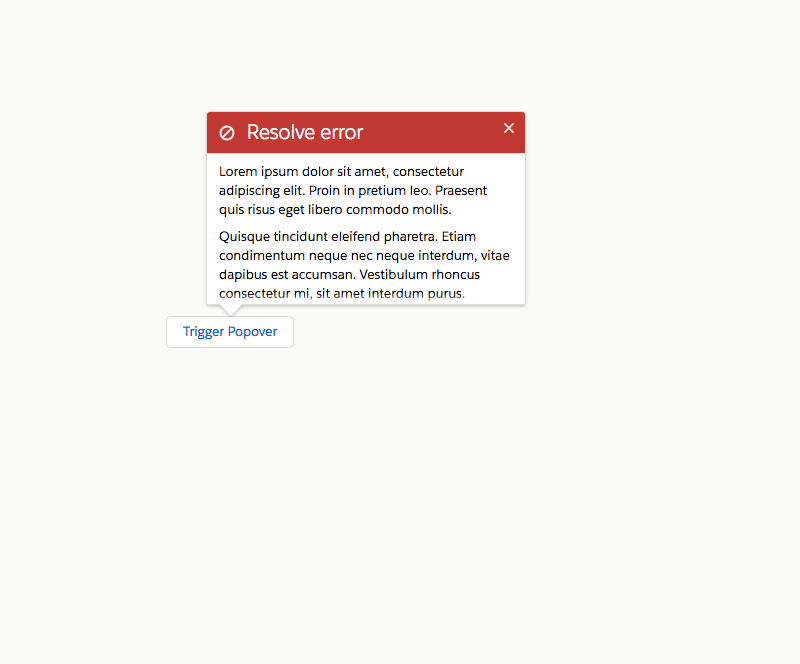 Resolve error
Lorem ipsum dolor sit amet, consectetur
adipiscing elit. Proin in pretium leo. Praesent
quis risus eget libero commodo mollis.
Quisque tincidunt eleifend pharetra. Etiam
condimentum neque nec neque interdum, vitae
dapibus est accumsan. Vestibulum rhoncus
consectetur mi, sit amet interdum purus.
Trigger Popover